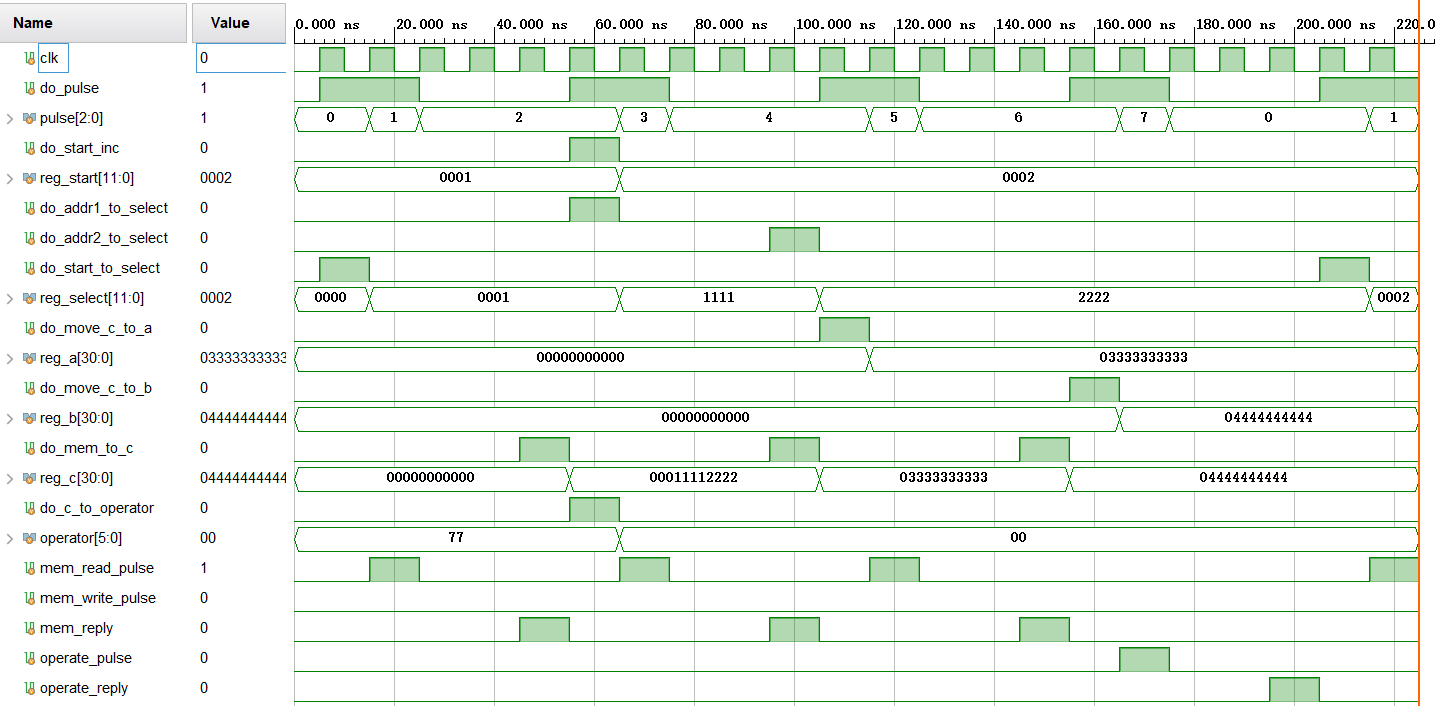 Name Value 0.000 ns 20.000 ns 40.000 ns 60.000 ns 80.000 ns 100.000 ns 120.000 ns 140.000 ns 160.000 ns 180.000 ns 200.000 ns 220.0
clk 0
do_pulse 1
pulse[2:0] 1 0 1 2 3 4 5 6 7 0 1
do_start_inc 0
reg_start[11:0] 0002 0001 0002
do_addr1_to_select 0
do_addr2_to_select 0
do_start_to_select 0
reg_select[11:0] 0002 0000 0001 1111 2222 0002
do_move_c_to_a 0
reg_a[30:0] 03333333333 00000000000 03333333333
do_move_c_to_b 0
reg_b[30:0] 04444444444 00000000000 04444444444
do_mem_to_c 0
reg_c[30:0] 04444444444 00000000000 00011112222 03333333333 04444444444
do_c_to_operator 0
operator[5:0] 00 77 00
mem_read_pulse 1
mem_write_pulse 0
mem_reply 0
operate_pulse 0
operate_reply 0